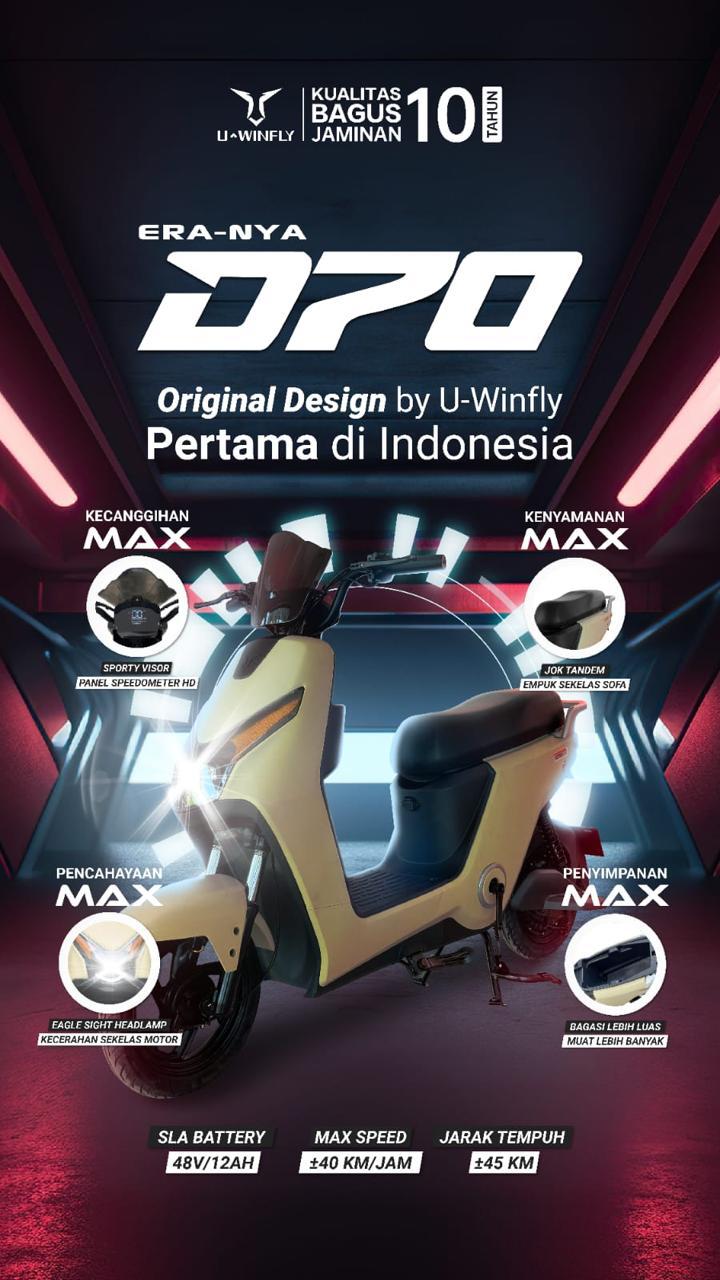 U-WINFLY
KUALITAS
BAGUS
JAMINAN
10
TAHUN
ERA-NYA
D70
Original Design by U-Winfly
Pertama di Indonesia
KECANGGIHAN
MAX
SPORTY VISOR
PANEL SPEEDOMETER HD
KENYAMANAN
MAX
JOK TANDEM
EMPUK SEKELAS SOFA
PENCAHAYAAN
MAX
EAGLE SIGHT HEADLAMP
KECERAHAN SEKELAS MOTOR
PENYIMPANAN
MAX
BAGASI LEBIH LUAS
MUAT LEBIH BANYAK
SLA BATTERY
48V/12AH
MAX SPEED
±40 KM/JAM
JARAK TEMPUH
±45 KM